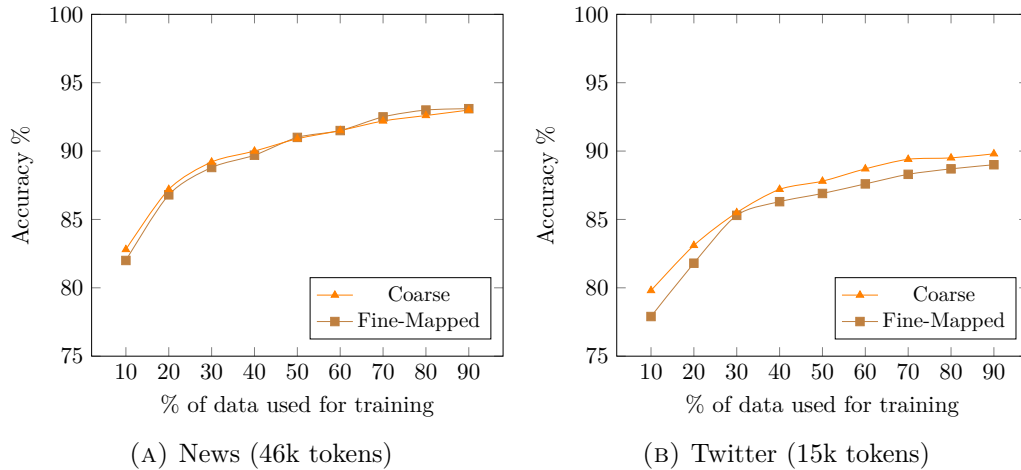 100
95
90
85
80
75
Accuracy %
10 20 30 40 50 60 70 80 90
% of data used for training
Coarse
Fine-Mapped
(A) News (46k tokens)
100
95
90
85
80
75
Accuracy %
10 20 30 40 50 60 70 80 90
% of data used for training
Coarse
Fine-Mapped
(B) Twitter (15k tokens)